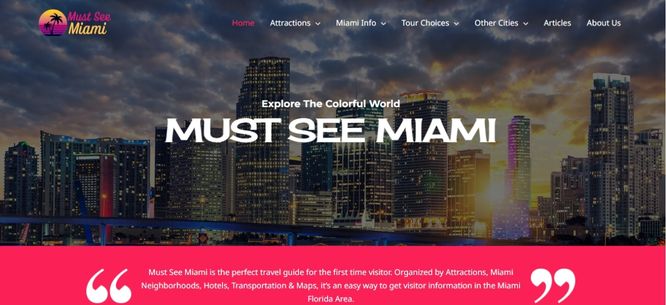 Must See
Miami
Home Attractions Miami Info Tour Choices Other Cities Articles About Us
Explore The Colorful World
MUST SEE MIAMI
Must See Miami is the perfect travel guide for the first time visitor. Organized by Attractions, Miami
Neighborhoods, Hotels, Transportation & Maps, it's an easy way to get visitor information in the Miami
Florida Area.